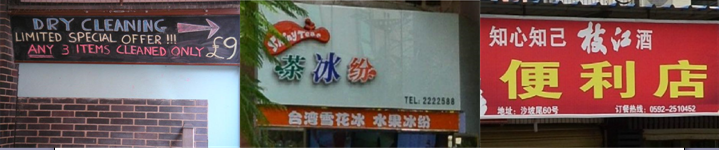 DRY CLEANING
LIMITED SPECIAL OFFER !!!
ANY 3 ITEMS CLEANED ONLY £9
茶冰纷
TEL: 2222588
台湾雪花冰 水果冰纷
知心知己 枝江酒
便利店
地址：沙坡尾60号 订餐热线：0592-2510452